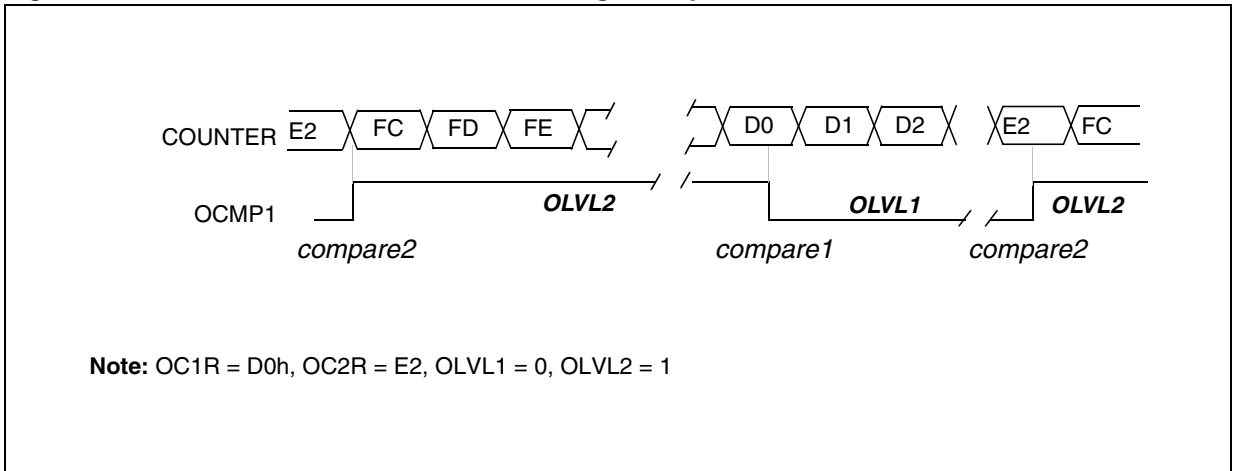 COUNTER E2 FC FD FE D0 D1 D2 E2 FC
OCMP1 OLVL2 OLVL1 OLVL2
compare2 compare1 compare2
Note: OC1R = D0h, OC2R = E2, OLVL1 = 0, OLVL2 = 1